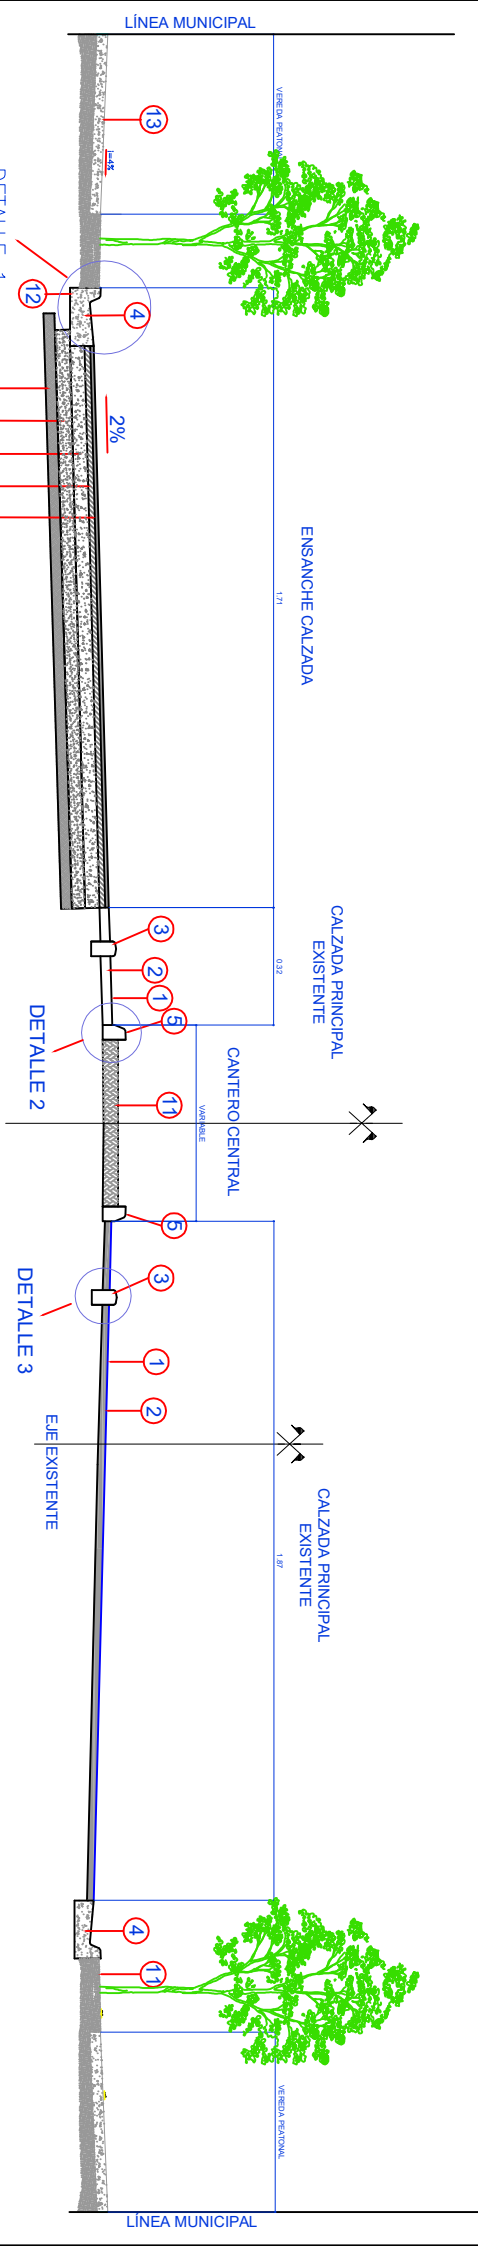 LÍNEA MUNICIPAL
VEREDA PEATONAL
13
i=4%
DETALLE 1
12
4
2%
ENSANCHE CALZADA
1.71
CALZADA PRINCIPAL
EXISTENTE
0.32
3
2
1
5
DETALLE 2
CANTERO CENTRAL
VARIABLE
11
5
3
DETALLE 3
1
2
EJE EXISTENTE
CALZADA PRINCIPAL
EXISTENTE
1.87
4
11
VEREDA PEATONAL
LÍNEA MUNICIPAL